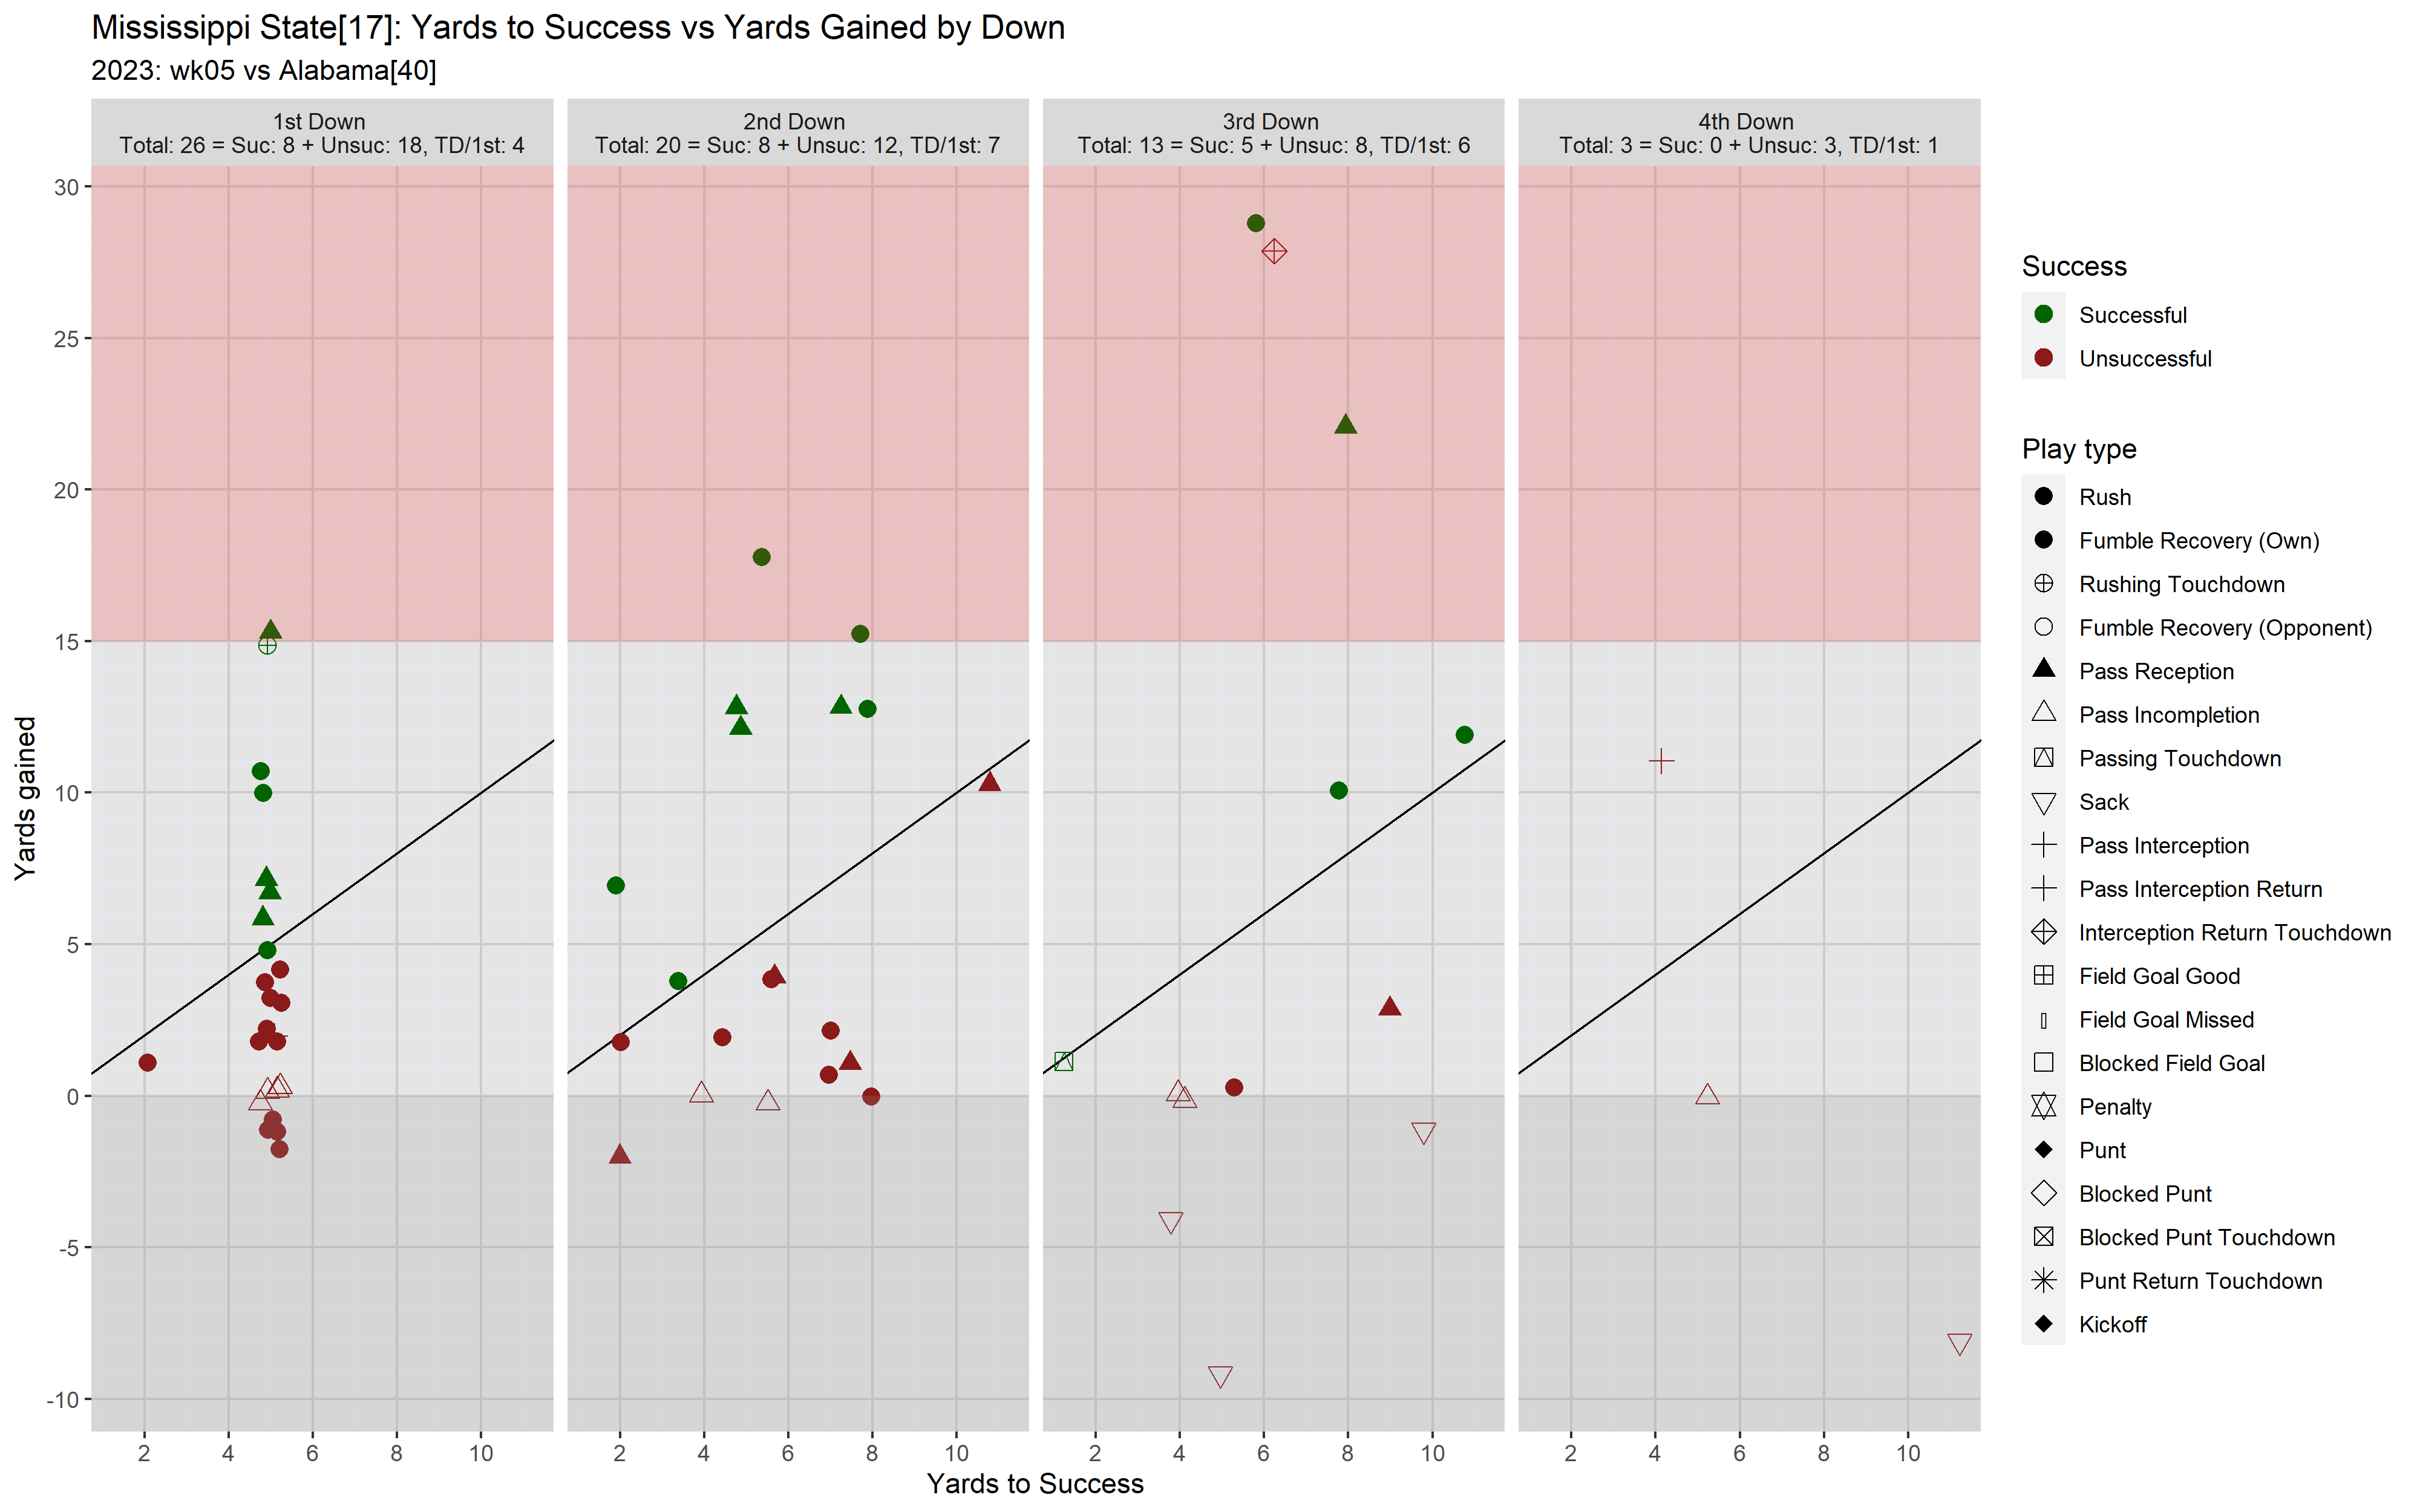 Mississippi State[17]: Yards to Success vs Yards Gained by Down
2023: wk05 vs Alabama[40]
1st Down
Total: 26 = Suc: 8 + Unsuc: 18, TD/1st: 4
2nd Down
Total: 20 = Suc: 8 + Unsuc: 12, TD/1st: 7
3rd Down
Total: 13 = Suc: 5 + Unsuc: 8, TD/1st: 6
4th Down
Total: 3 = Suc: 0 + Unsuc: 3, TD/1st: 1
30
25
20
15
10
5
0
-5
-10
Yards gained
2 4 6 8 10
2 4 6 8 10
2 4 6 8 10
2 4 6 8 10
Yards to Success
Success
Successful
Unsuccessful
Play type
Rush
Fumble Recovery (Own)
Rushing Touchdown
Fumble Recovery (Opponent)
Pass Reception
Pass Incompletion
Passing Touchdown
Sack
Pass Interception
Pass Interception Return
Interception Return Touchdown
Field Goal Good
Field Goal Missed
Blocked Field Goal
Penalty
Punt
Blocked Punt
Blocked Punt Touchdown
Punt Return Touchdown
Kickoff